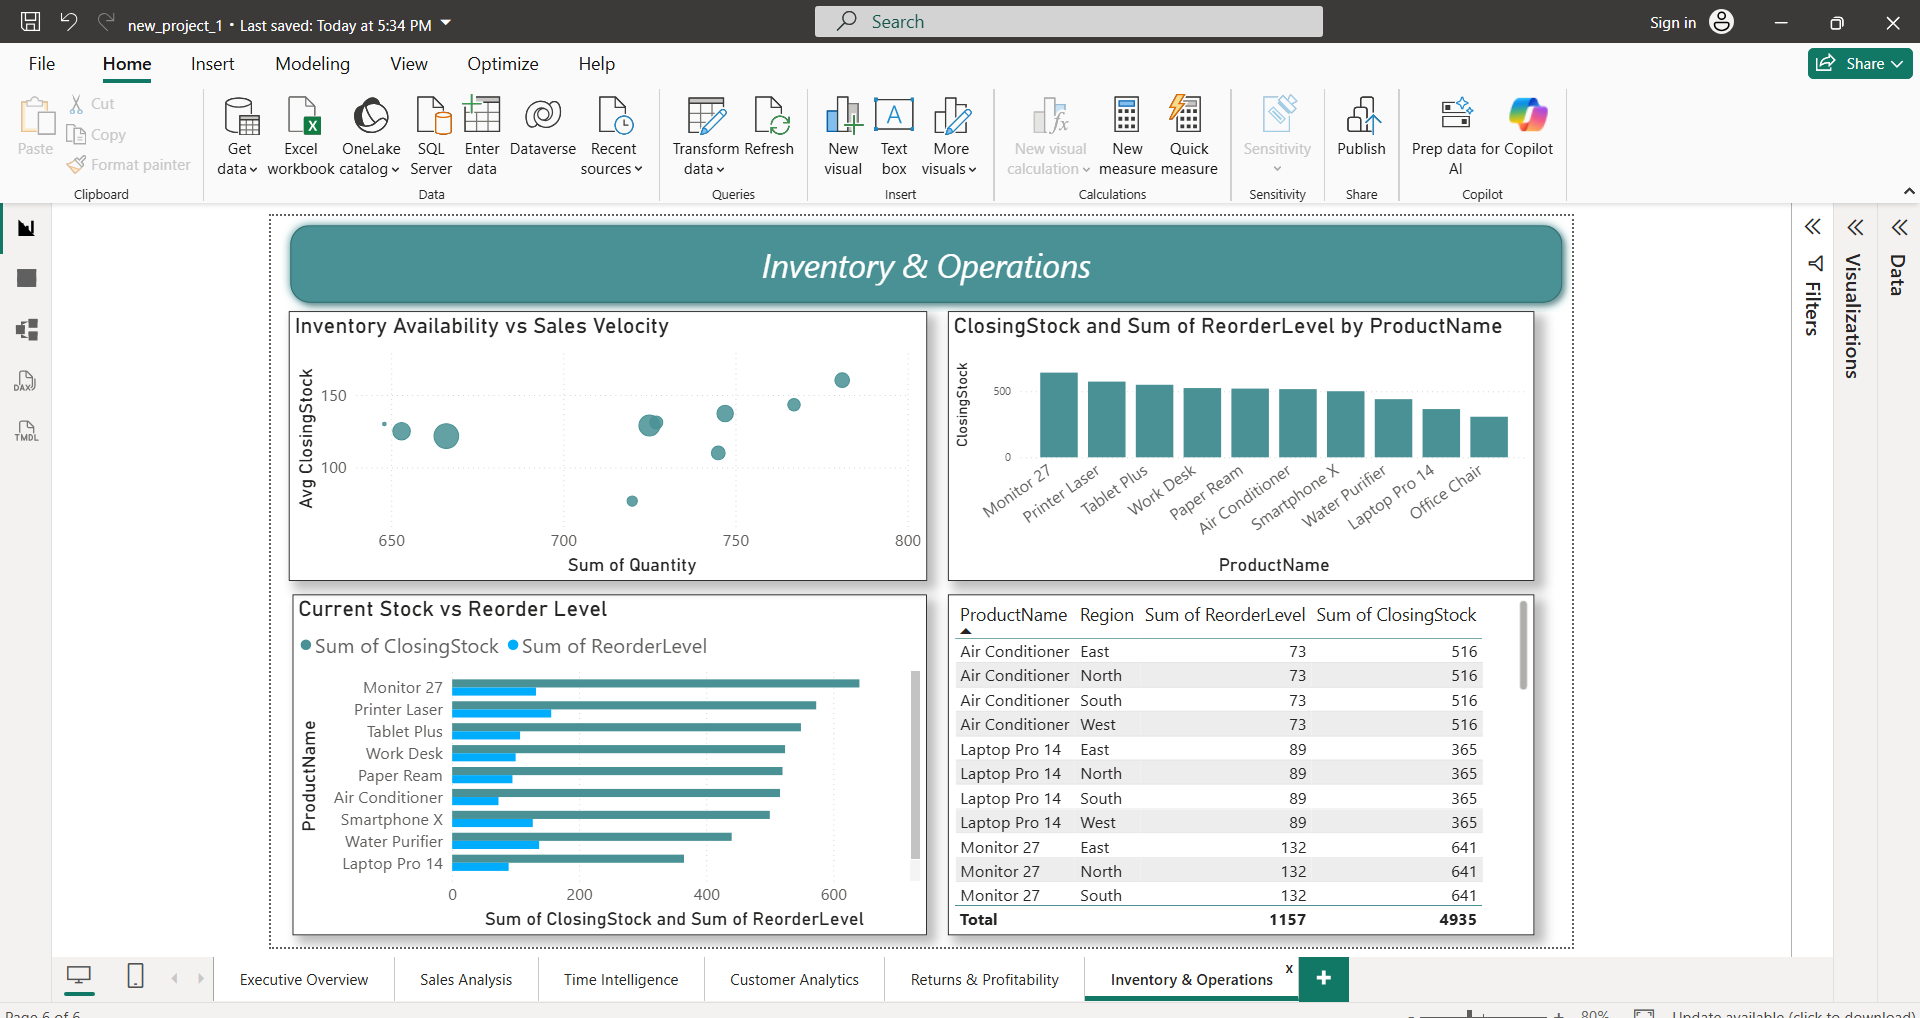 new_project_1 • Last saved: Today at 5:34 PM
Search
Sign in
File Home Insert Modeling View Optimize Help
Share
Paste
Cut
Copy
Format painter
Clipboard
Get data
Excel workbook
OneLake catalog
SQL Server
Enter data
Dataverse
Recent sources
Data
Transform data
Refresh
Queries
New visual
Text box
More visuals
Insert
New visual calculation
New measure
Quick measure
Calculations
Sensitivity
Sensitivity
Publish
Share
Prep data for AI
Copilot
Copilot
DAX
TMDL
Inventory & Operations
Inventory Availability vs Sales Velocity
Avg ClosingStock
150
100
650 700 750 800
Sum of Quantity
ClosingStock and Sum of ReorderLevel by ProductName
ClosingStock
500
0
Monitor 27
Printer Laser
Tablet Plus
Work Desk
Paper Ream
Air Conditioner
Smartphone X
Water Purifier
Laptop Pro 14
Office Chair
ProductName
Current Stock vs Reorder Level
Sum of ClosingStock Sum of ReorderLevel
ProductName
Monitor 27
Printer Laser
Tablet Plus
Work Desk
Paper Ream
Air Conditioner
Smartphone X
Water Purifier
Laptop Pro 14
0 200 400 600
Sum of ClosingStock and Sum of ReorderLevel
ProductName Region Sum of ReorderLevel Sum of ClosingStock
Air Conditioner East 73 516
Air Conditioner North 73 516
Air Conditioner South 73 516
Air Conditioner West 73 516
Laptop Pro 14 East 89 365
Laptop Pro 14 North 89 365
Laptop Pro 14 South 89 365
Laptop Pro 14 West 89 365
Monitor 27 East 132 641
Monitor 27 North 132 641
Monitor 27 South 132 641
Total 1157 4935
Filters
Visualizations
Data
Executive Overview
Sales Analysis
Time Intelligence
Customer Analytics
Returns & Profitability
Inventory & Operations
x
+
Page 6 of 6
- + 80%
Update available (click to download)